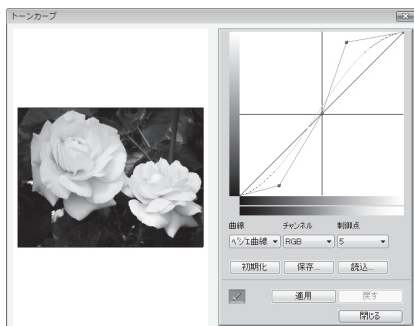 トーンカーブ
曲線 チャンネル 制御点
ベジェ曲線 RGB 5
初期化 保存... 読込...
適用 戻す
閉じる